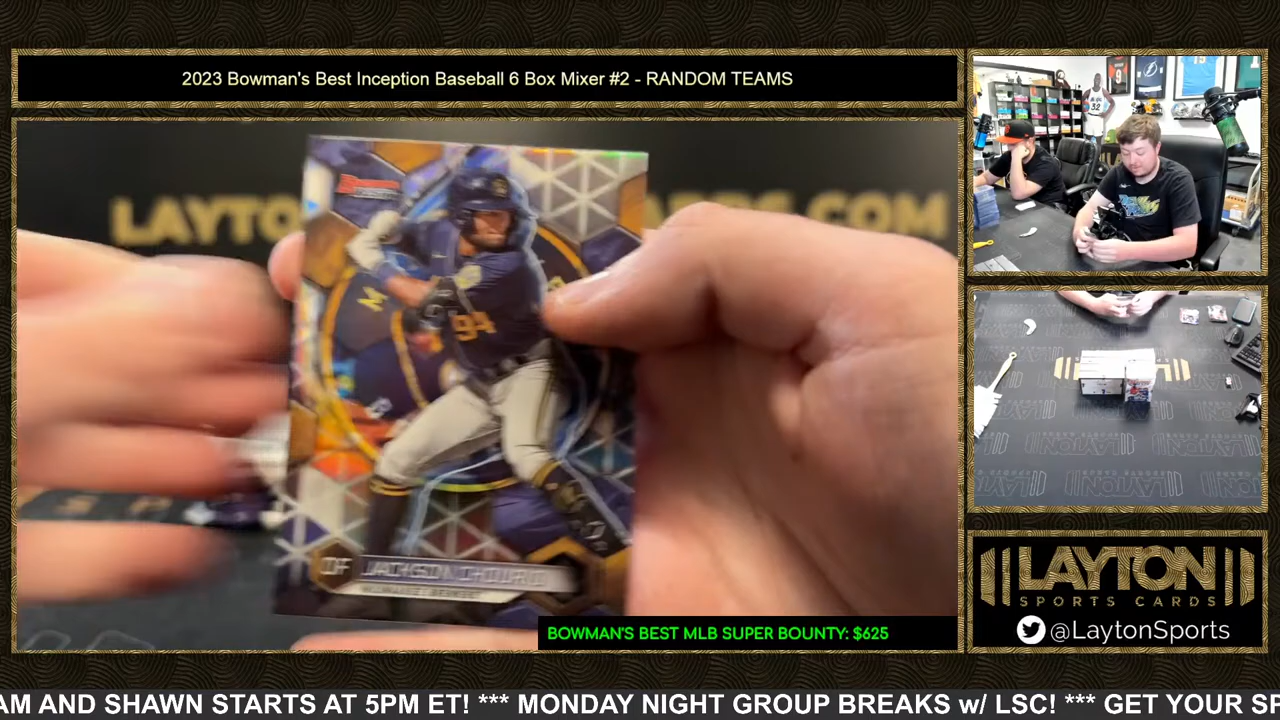 2023 Bowman's Best Inception Baseball 6 Box Mixer #2 - RANDOM TEAMS
94
OF JACKSON CHOURIO
MILWAUKEE BREWERS
BOWMAN'S BEST MLB SUPER BOUNTY: $625
LAYTON
SPORTS CARDS
@LaytonSports
AM AND SHAWN STARTS AT 5PM ET! *** MONDAY NIGHT GROUP BREAKS w/ LSC! *** GET YOUR SP